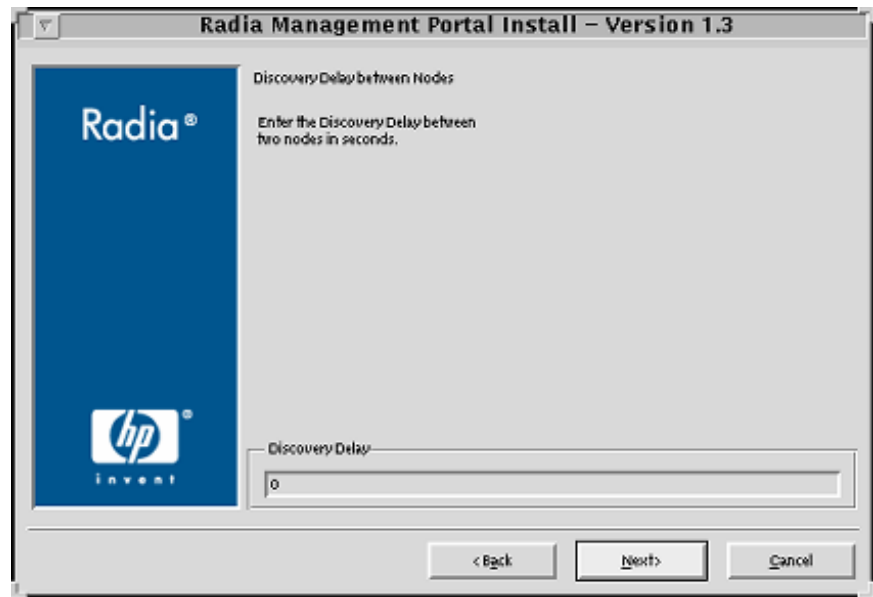 Radia Management Portal Install – Version 1.3
Discovery Delay between Nodes
Radia®
Enter the Discovery Delay between
two nodes in seconds.
hp®
invent
Discovery Delay
0
< Back
Next>
Cancel